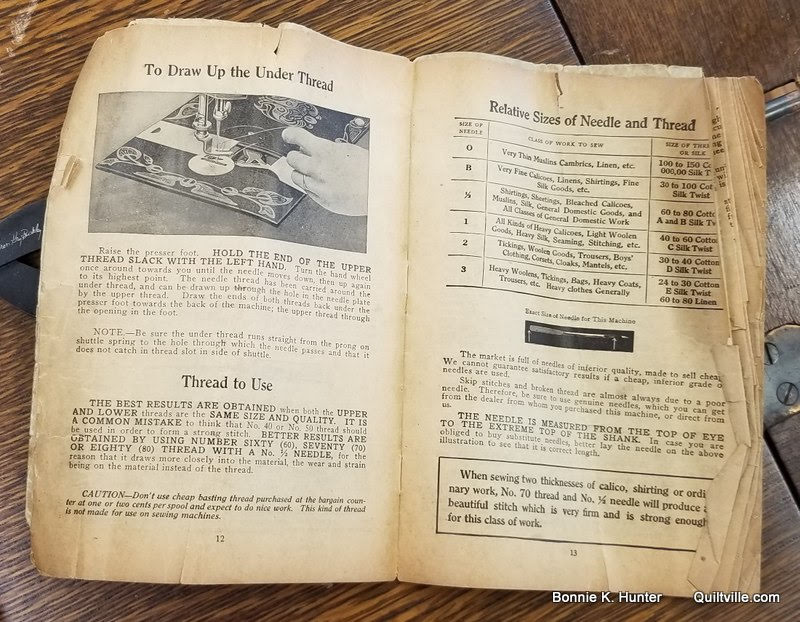 To Draw Up the Under Thread
Raise the presser foot. HOLD THE END OF THE UPPER
THREAD SLACK WITH THE LEFT HAND. Turn the hand wheel
once around towards you until the needle moves down, then up again
to its highest point. The needle thread has been carried around the
under thread, and can be drawn up through the hole in the needle plate
by the upper thread. Draw the ends of both threads back under the
presser foot towards the back of the machine; the upper thread through
the opening in the foot.
NOTE.—Be sure the under thread runs straight from the prong on
shuttle spring to the hole through which the needle passes and that it
does not catch in thread slot in side of shuttle.
Thread to Use
THE BEST RESULTS ARE OBTAINED when both the UPPER
AND LOWER threads are the SAME SIZE AND QUALITY. IT IS
A COMMON MISTAKE to think that No. 40 or No. 50 thread should
be used in order to form a strong stitch. BETTER RESULTS ARE
OBTAINED BY USING NUMBER SIXTY (60), SEVENTY (70)
OR EIGHTY (80) THREAD WITH A No. ½ NEEDLE, for the
reason that it draws more closely into the material, the wear and strain
being on the material instead of the thread.
CAUTION—Don't use cheap basting thread purchased at the bargain coun-
ter at one or two cents per spool and expect to do nice work. This kind of thread
is not made for use on sewing machines.
12
Relative Sizes of Needle and Thread
SIZE OF
NEEDLE
CLASS OF WORK TO SEW
SIZE OF
OR SILK
0
Very Thin Muslins Cambrics, Linen, etc.
100 to 150
000,00 Silk
B
Very Fine Calicoes, Linens, Shirtings, Fine
Silk Goods, etc.
30 to 100
Silk Twist
½
Shirtings, Sheetings, Bleached Calicoes,
Muslins, Silk, General Domestic Goods, and
All Classes of General Domestic Work
60 to 80
A and B Silk
1
All Kinds of Heavy Calicoes, Light Woolen
Goods, Heavy Silk, Seaming, Stitching, etc.
40 to 60 Cotton
C Silk Twist
2
Tickings, Woolen Goods, Trousers, Boys'
Clothing, Corsets, Cloaks, Mantels, etc.
30 to 40 Cotton
D Silk Twist
3
Heavy Woolens, Tickings, Bags, Heavy Coats,
Trousers, etc. Heavy clothes Generally
24 to 30 Cotton
E Silk Twist
60 to 80 Linen
Exact Size of Needle for This Machine
The market is full of needles of inferior quality, made to sell cheap
We cannot guarantee satisfactory results if a cheap, inferior grade
needles are used.
Skip stitches and broken thread are almost always due to a poor
needle. Therefore, be sure to use genuine needles, which you can get
from the dealer from whom you purchased this machine, or direct from
us.
THE NEEDLE IS MEASURED FROM THE TOP OF EYE
TO THE EXTREME TOP OF THE SHANK. In case you are
obliged to buy substitute needles, better lay the needle on the above
illustration to see that it is correct length.
When sewing two thicknesses of calico, shirting or ordi
nary work, No. 70 thread and No. ½ needle will produce a
beautiful stitch which is very firm and is strong enough
for this class of work.
13
Bonnie K. Hunter Quiltville.com